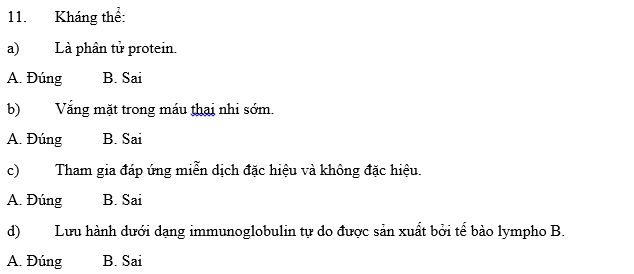 11. Kháng thể:
a) Là phân tử protein.
A. Đúng B. Sai
b) Vắng mặt trong máu thai nhi sớm.
A. Đúng B. Sai
c) Tham gia đáp ứng miễn dịch đặc hiệu và không đặc hiệu.
A. Đúng B. Sai
d) Lưu hành dưới dạng immunoglobulin tự do được sản xuất bởi tế bào lympho B.
A. Đúng B. Sai